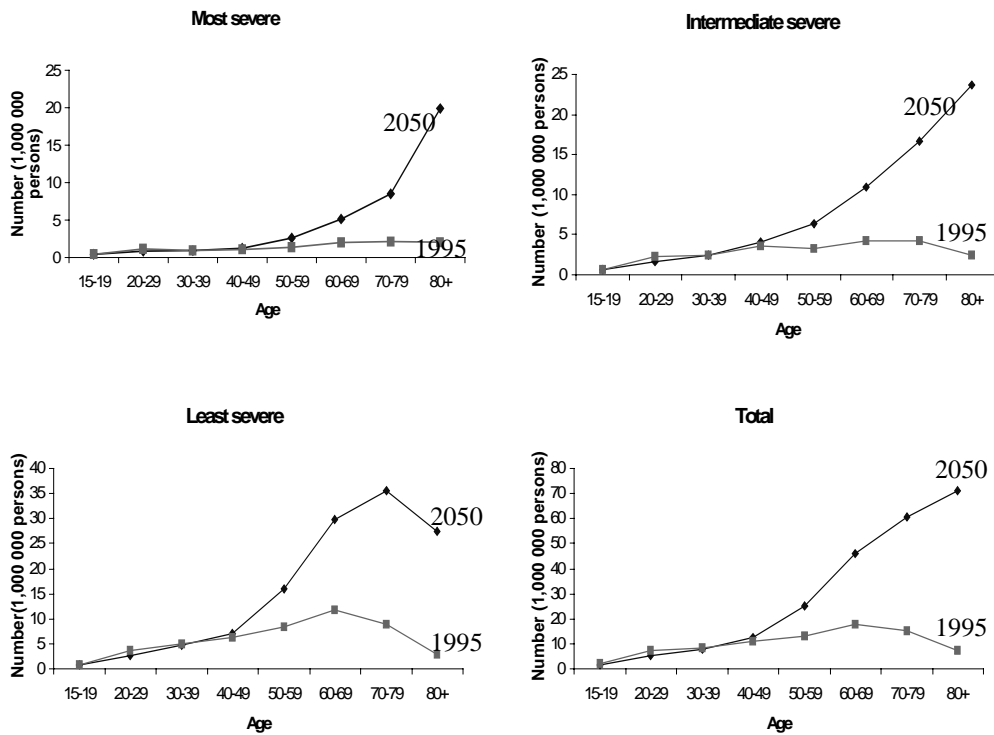 Most severe
Number (1,000 000
persons)
25
20
15
10
5
0
2050
1995
15-19 20-29 30-39 40-49 50-59 60-69 70-79 80+
Age
Intermediate severe
Number (1,000 000 persons)
25
20
15
10
5
0
2050
1995
15-19 20-29 30-39 40-49 50-59 60-69 70-79 80+
Age
Least severe
Number(1,000 000 persons)
40
35
30
25
20
15
10
5
0
2050
1995
15-19 20-29 30-39 40-49 50-59 60-69 70-79 80+
Age
Total
Number (1,000 000 persons)
80
70
60
50
40
30
20
10
0
2050
1995
15-19 20-29 30-39 40-49 50-59 60-69 70-79 80+
Age